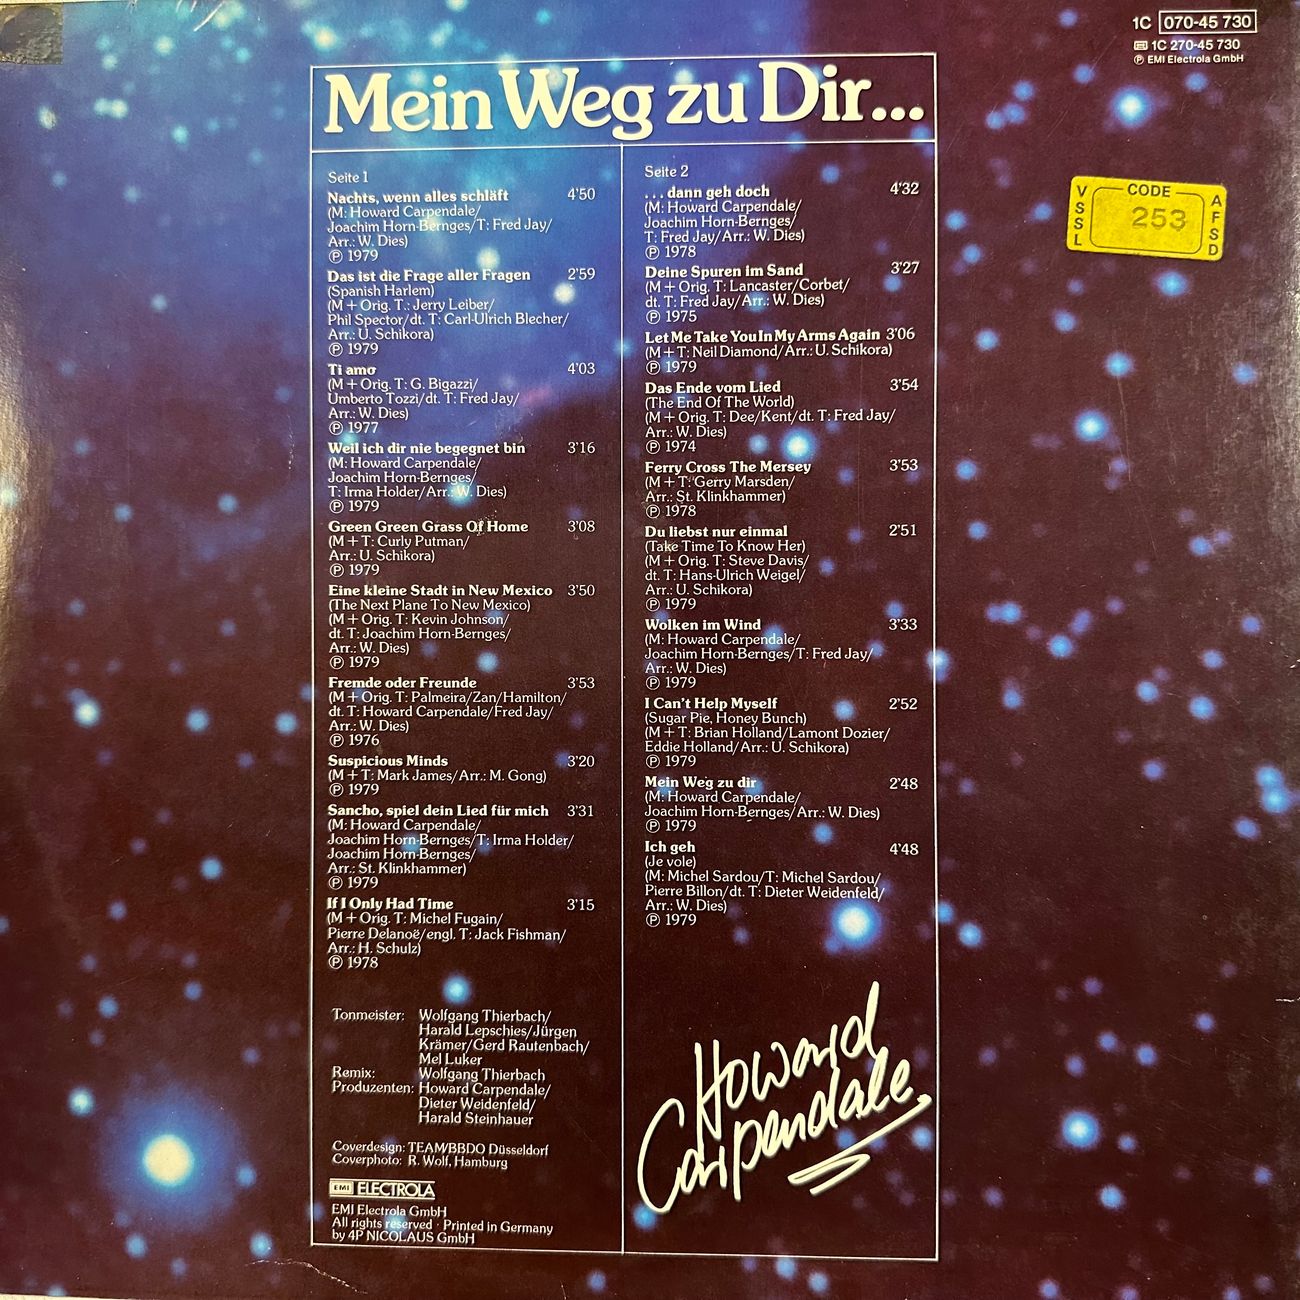 1C 070-45 730
1C 270-45 730
Ⓟ EMI Electrola GmbH
Mein Weg zu Dir...
VSSL
CODE
253
AFSD
Seite 1
Nachts, wenn alles schläft 4'50
(M: Howard Carpendale/
Joachim Horn-Bernges/T: Fred Jay/
Arr.: W. Dies)
Ⓟ 1979
Das ist die Frage aller Fragen 2'59
(Spanish Harlem)
(M + Orig. T.: Jerry Leiber/
Phil Spector/dt. T: Carl-Ulrich Blecher/
Arr.: U. Schikora)
Ⓟ 1979
Ti amo 4'03
(M + Orig. T: G. Bigazzi/
Umberto Tozzi/dt. T: Fred Jay/
Arr.: W. Dies)
Ⓟ 1977
Weil ich dir nie begegnet bin 3'16
(M: Howard Carpendale/
Joachim Horn-Bernges/
T: Irma Holder/Arr.: W. Dies)
Ⓟ 1979
Green Green Grass Of Home 3'08
(M + T: Curly Putman/
Arr.: U. Schikora)
Ⓟ 1979
Eine kleine Stadt in New Mexico 3'50
(The Next Plane To New Mexico)
(M + Orig. T: Kevin Johnson/
dt. T: Joachim Horn-Bernges/
Arr.: W. Dies)
Ⓟ 1979
Fremde oder Freunde 3'53
(M + Orig. T: Palmeira/Zan/Hamilton/
dt. T: Howard Carpendale/Fred Jay/
Arr.: W. Dies)
Ⓟ 1976
Suspicious Minds 3'20
(M + T: Mark James/Arr.: M. Gong)
Ⓟ 1979
Sancho, spiel dein Lied für mich 3'31
(M: Howard Carpendale/
Joachim Horn-Bernges/T: Irma Holder/
Joachim Horn-Bernges/
Arr.: St. Klinkhammer)
Ⓟ 1979
If I Only Had Time 3'15
(M + Orig. T: Michel Fugain/
Pierre Delanoë/engl. T: Jack Fishman/
Arr.: H. Schulz)
Ⓟ 1978
Tonmeister: Wolfgang Thierbach/
Harald Lepschies/Jürgen
Krämer/Gerd Rautenbach/
Mel Luker
Remix: Wolfgang Thierbach
Produzenten: Howard Carpendale/
Dieter Weidenfeld/
Harald Steinhauer
Coverdesign: TEAM/BBDO Düsseldorf
Coverphoto: R. Wolf, Hamburg
EMI ELECTROLA
EMI Electrola GmbH
All rights reserved · Printed in Germany
by 4P NICOLAUS GmbH
Seite 2
...dann geh doch 4'32
(M: Howard Carpendale/
Joachim Horn-Bernges/
T: Fred Jay/Arr.: W. Dies)
Ⓟ 1978
Deine Spuren im Sand 3'27
(M + Orig. T: Lancaster/Corbet/
dt. T: Fred Jay/Arr.: W. Dies)
Ⓟ 1975
Let Me Take You In My Arms Again 3'06
(M + T: Neil Diamond/Arr.: U. Schikora)
Ⓟ 1979
Das Ende vom Lied 3'54
(The End Of The World)
(M + Orig. T: Dee/Kent/dt. T: Fred Jay/
Arr.: W. Dies)
Ⓟ 1974
Ferry Cross The Mersey 3'53
(M + T: Gerry Marsden/
Arr.: St. Klinkhammer)
Ⓟ 1978
Du liebst nur einmal 2'51
(Take Time To Know Her)
(M + Orig. T: Steve Davis/
dt. T: Hans-Ulrich Weigel/
Arr.: U. Schikora)
Ⓟ 1979
Wolken im Wind 3'33
(M: Howard Carpendale/
Joachim Horn-Bernges/T: Fred Jay/
Arr.: W. Dies)
Ⓟ 1979
I Can't Help Myself 2'52
(Sugar Pie, Honey Bunch)
(M + T: Brian Holland/Lamont Dozier/
Eddie Holland/Arr.: U. Schikora)
Ⓟ 1979
Mein Weg zu dir 2'48
(M: Howard Carpendale/
Joachim Horn-Bernges/Arr.: W. Dies)
Ⓟ 1979
Ich geh 4'48
(Je vole)
(M: Michel Sardou/T: Michel Sardou/
Pierre Billon/dt. T: Dieter Weidenfeld/
Arr.: W. Dies)
Ⓟ 1979
Howard
Carpendale